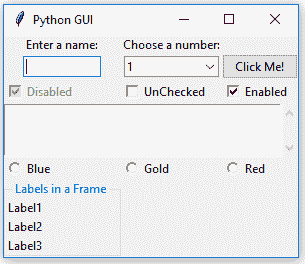 Python GUI
Enter a name: Choose a number:
1 Click Me!
Disabled UnChecked Enabled
Blue Gold Red
Labels in a Frame
Label1
Label2
Label3